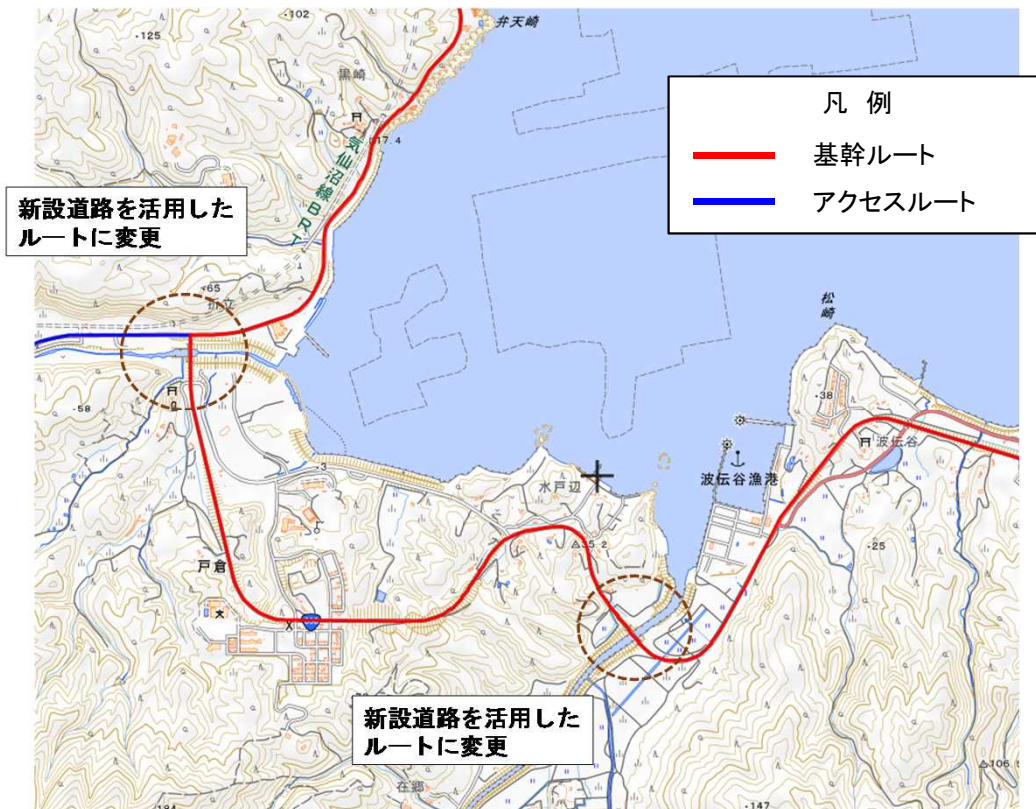 弁天崎
・102
・125
黒崎
凡 例
基幹ルート
アクセスルート
17.4
気仙沼線BRT
新設道路を活用した
ルートに変更
・65
折立
松崎
・58
・38
波伝谷
・3
水戸辺
波伝谷漁港
35.2
・25
戸倉
新設道路を活用した
ルートに変更
在郷
・147